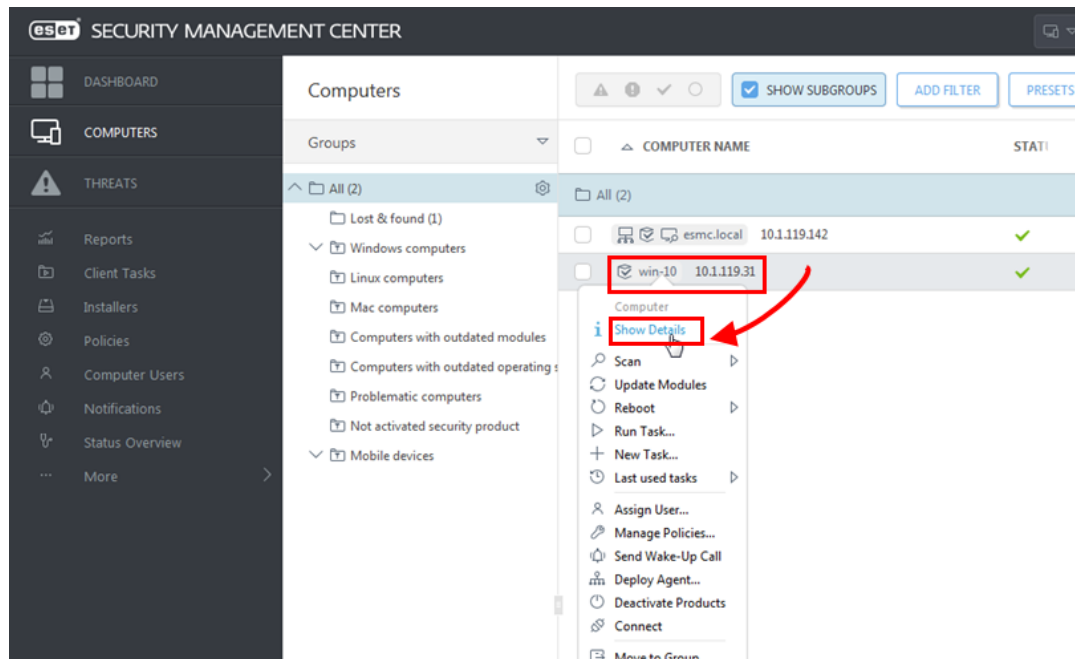 eset SECURITY MANAGEMENT CENTER
DASHBOARD
COMPUTERS
THREATS
Reports
Client Tasks
Installers
Policies
Computer Users
Notifications
Status Overview
More
Computers
Groups
All (2)
Lost & found (1)
Windows computers
Linux computers
Mac computers
Computers with outdated modules
Computers with outdated operating s
Problematic computers
Not activated security product
Mobile devices
SHOW SUBGROUPS
ADD FILTER
PRESETS
COMPUTER NAME
STAT
All (2)
esmc.local 10.1.119.142
win-10 10.1.119.31
Computer
Show Details
Scan
Update Modules
Reboot
Run Task...
New Task...
Last used tasks
Assign User...
Manage Policies...
Send Wake-Up Call
Deploy Agent...
Deactivate Products
Connect
Move to Group